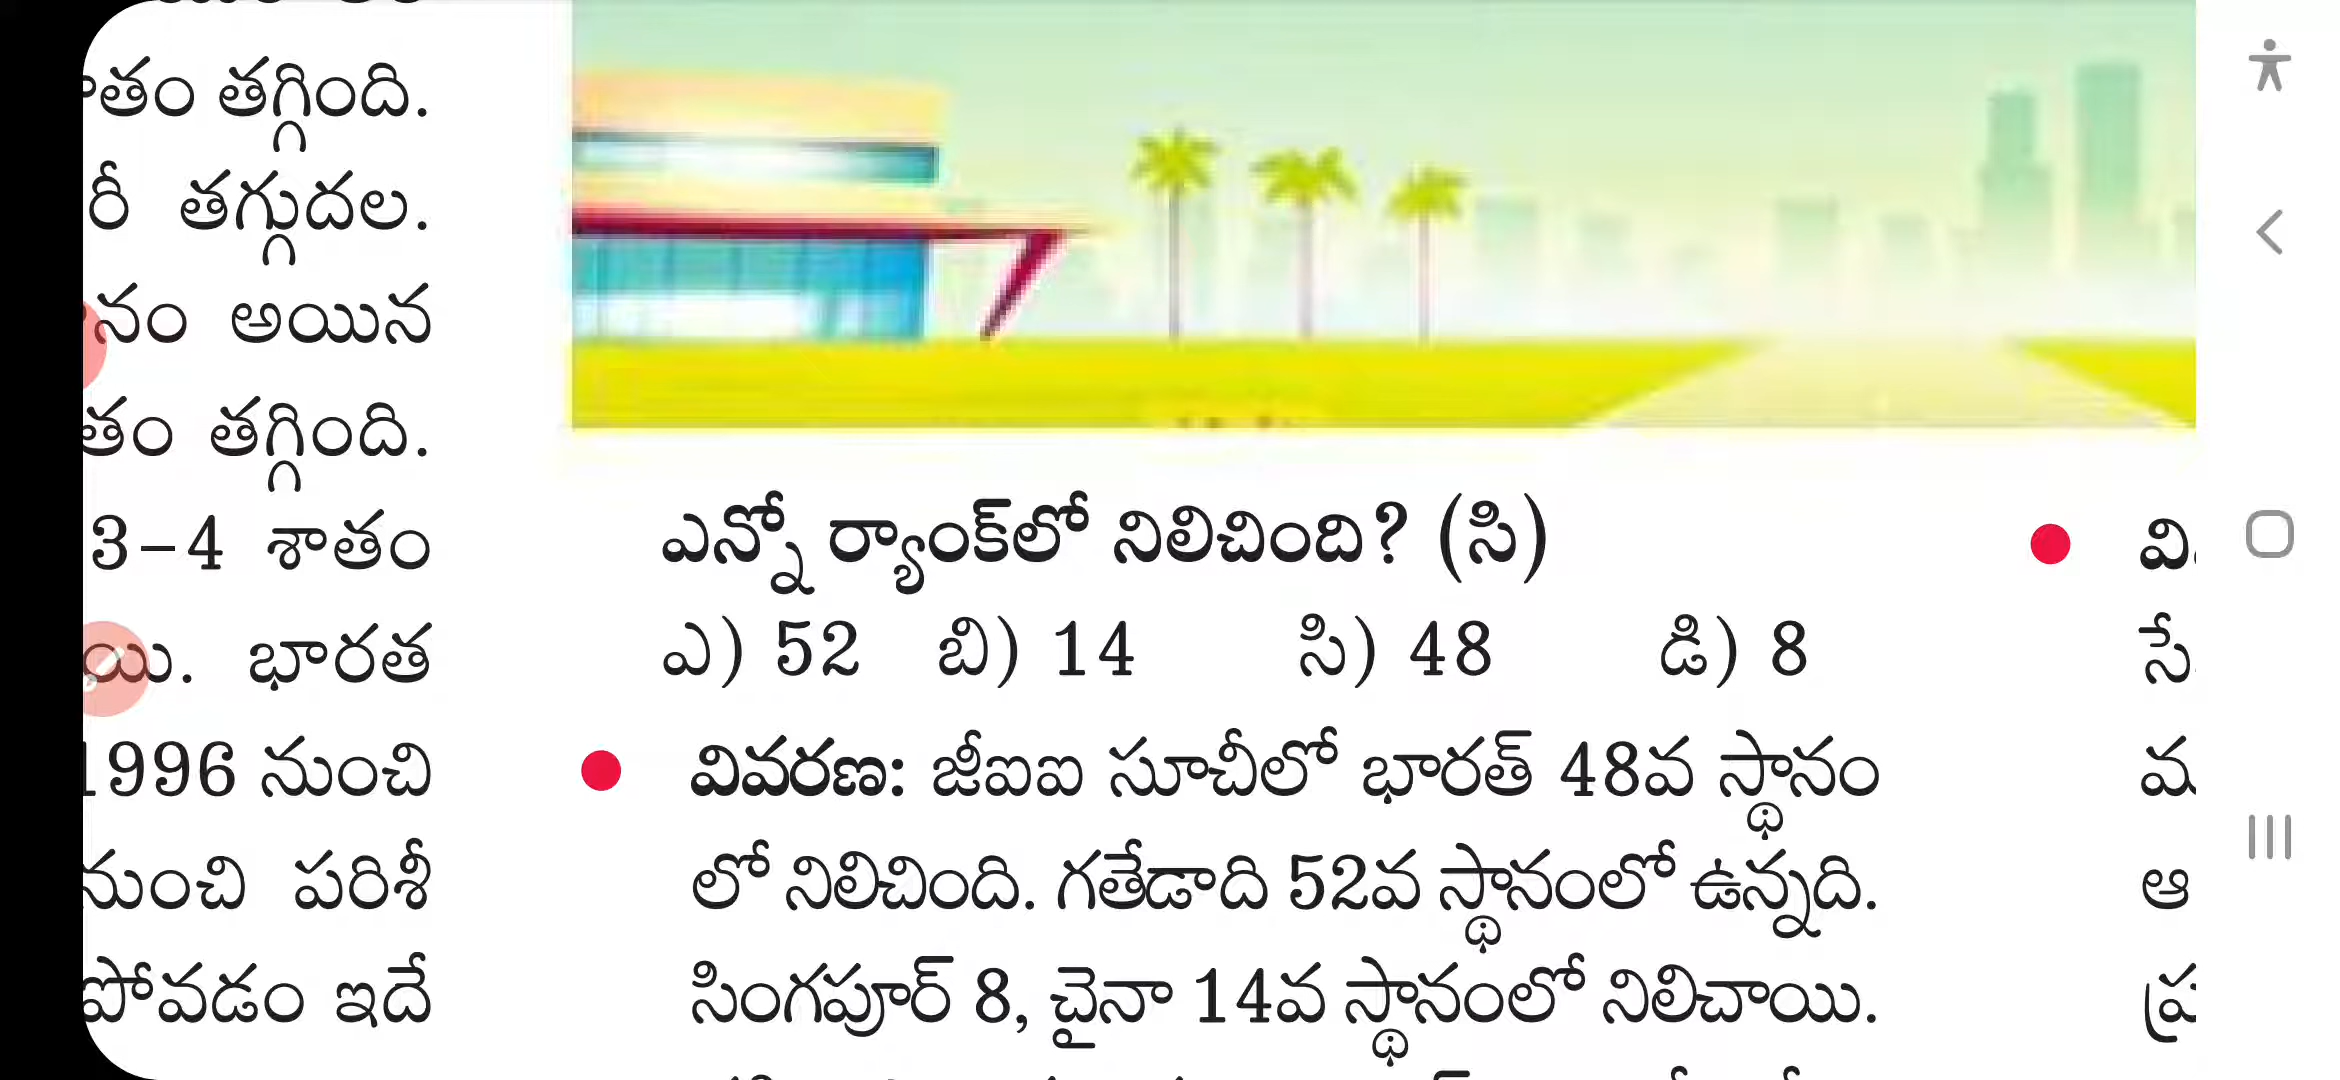 తగ్గింది.
తగ్గుదల.
అయిన
తగ్గింది.
3-4 శాతం
భారత
1996 నుంచి
నుంచి పరిశీ
పోవడం ఇదే
ఎన్నో ర్యాంక్‌లో నిలిచింది? (సి)
ఎ) 52 బి) 14 సి) 48 డి) 8
వివరణ: జీఐఐ సూచీలో భారత్ 48వ స్థానం
లో నిలిచింది. గతేడాది 52వ స్థానంలో ఉన్నది.
సింగపూర్ 8, చైనా 14వ స్థానంలో నిలిచాయి.